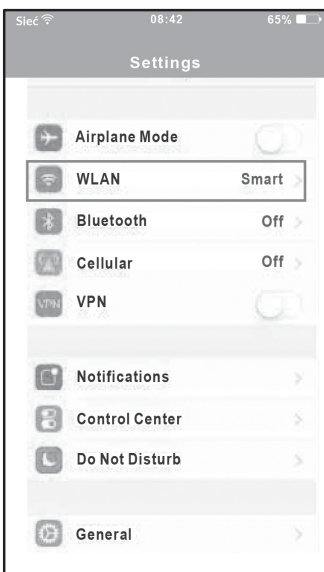 Sieć 08:42 65%
Settings
Airplane Mode
WLAN Smart
Bluetooth Off
Cellular Off
VPN VPN
Notifications
Control Center
Do Not Disturb
General